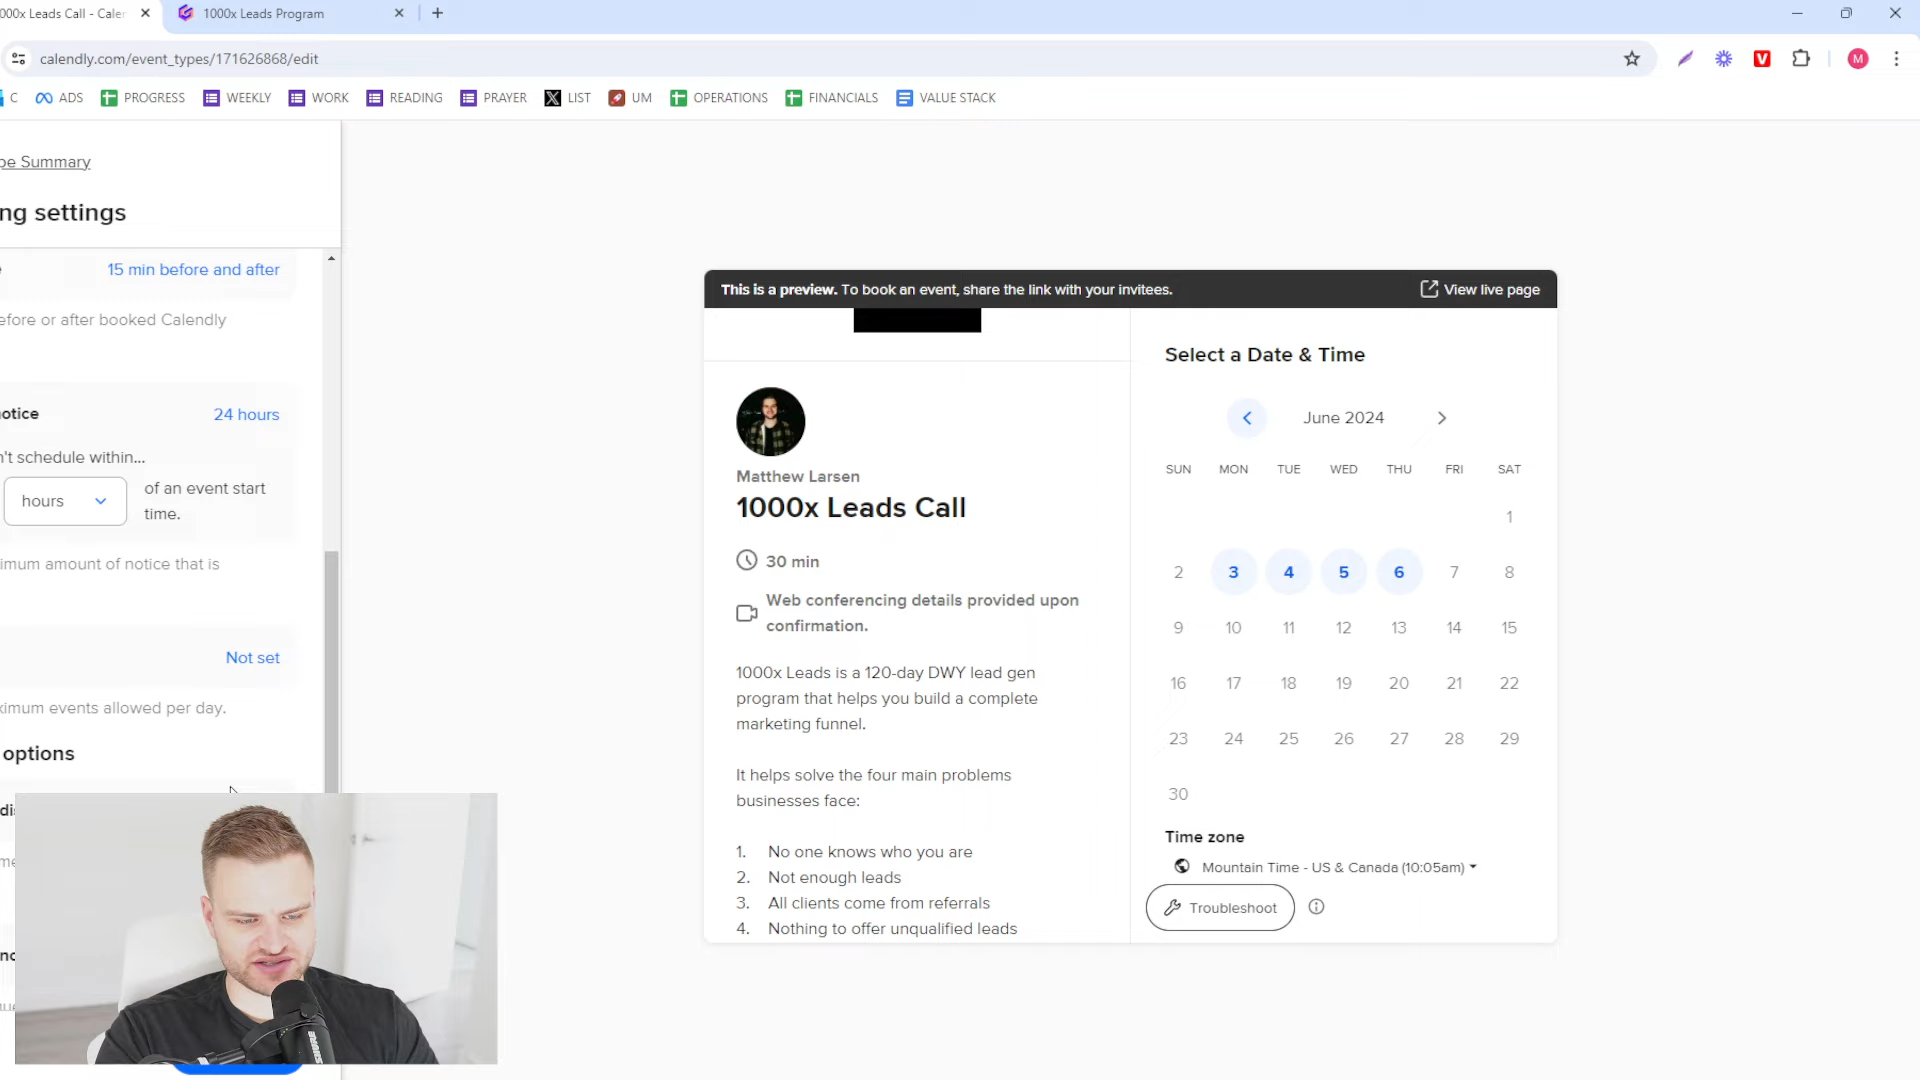 000x Leads Call - Caler
1000x Leads Program
calendly.com/event_types/171626868/edit
M
C
ADS
PROGRESS
WEEKLY
WORK
READING
PRAYER
LIST
UM
OPERATIONS
FINANCIALS
VALUE STACK
pe Summary
ng settings
15 min before and after
efore or after booked Calendly
otice
24 hours
n't schedule within...
hours
of an event start
time.
imum amount of notice that is
Not set
ximum events allowed per day.
options
This is a preview. To book an event, share the link with your invitees.
View live page
Matthew Larsen
1000x Leads Call
30 min
Web conferencing details provided upon
confirmation.
1000x Leads is a 120-day DWY lead gen
program that helps you build a complete
marketing funnel.
It helps solve the four main problems
businesses face:
1. No one knows who you are
2. Not enough leads
3. All clients come from referrals
4. Nothing to offer unqualified leads
Select a Date & Time
June 2024
SUN MON TUE WED THU FRI SAT
1
2 3 4 5 6 7 8
9 10 11 12 13 14 15
16 17 18 19 20 21 22
23 24 25 26 27 28 29
30
Time zone
Mountain Time - US & Canada (10:05am)
Troubleshoot
SHURE